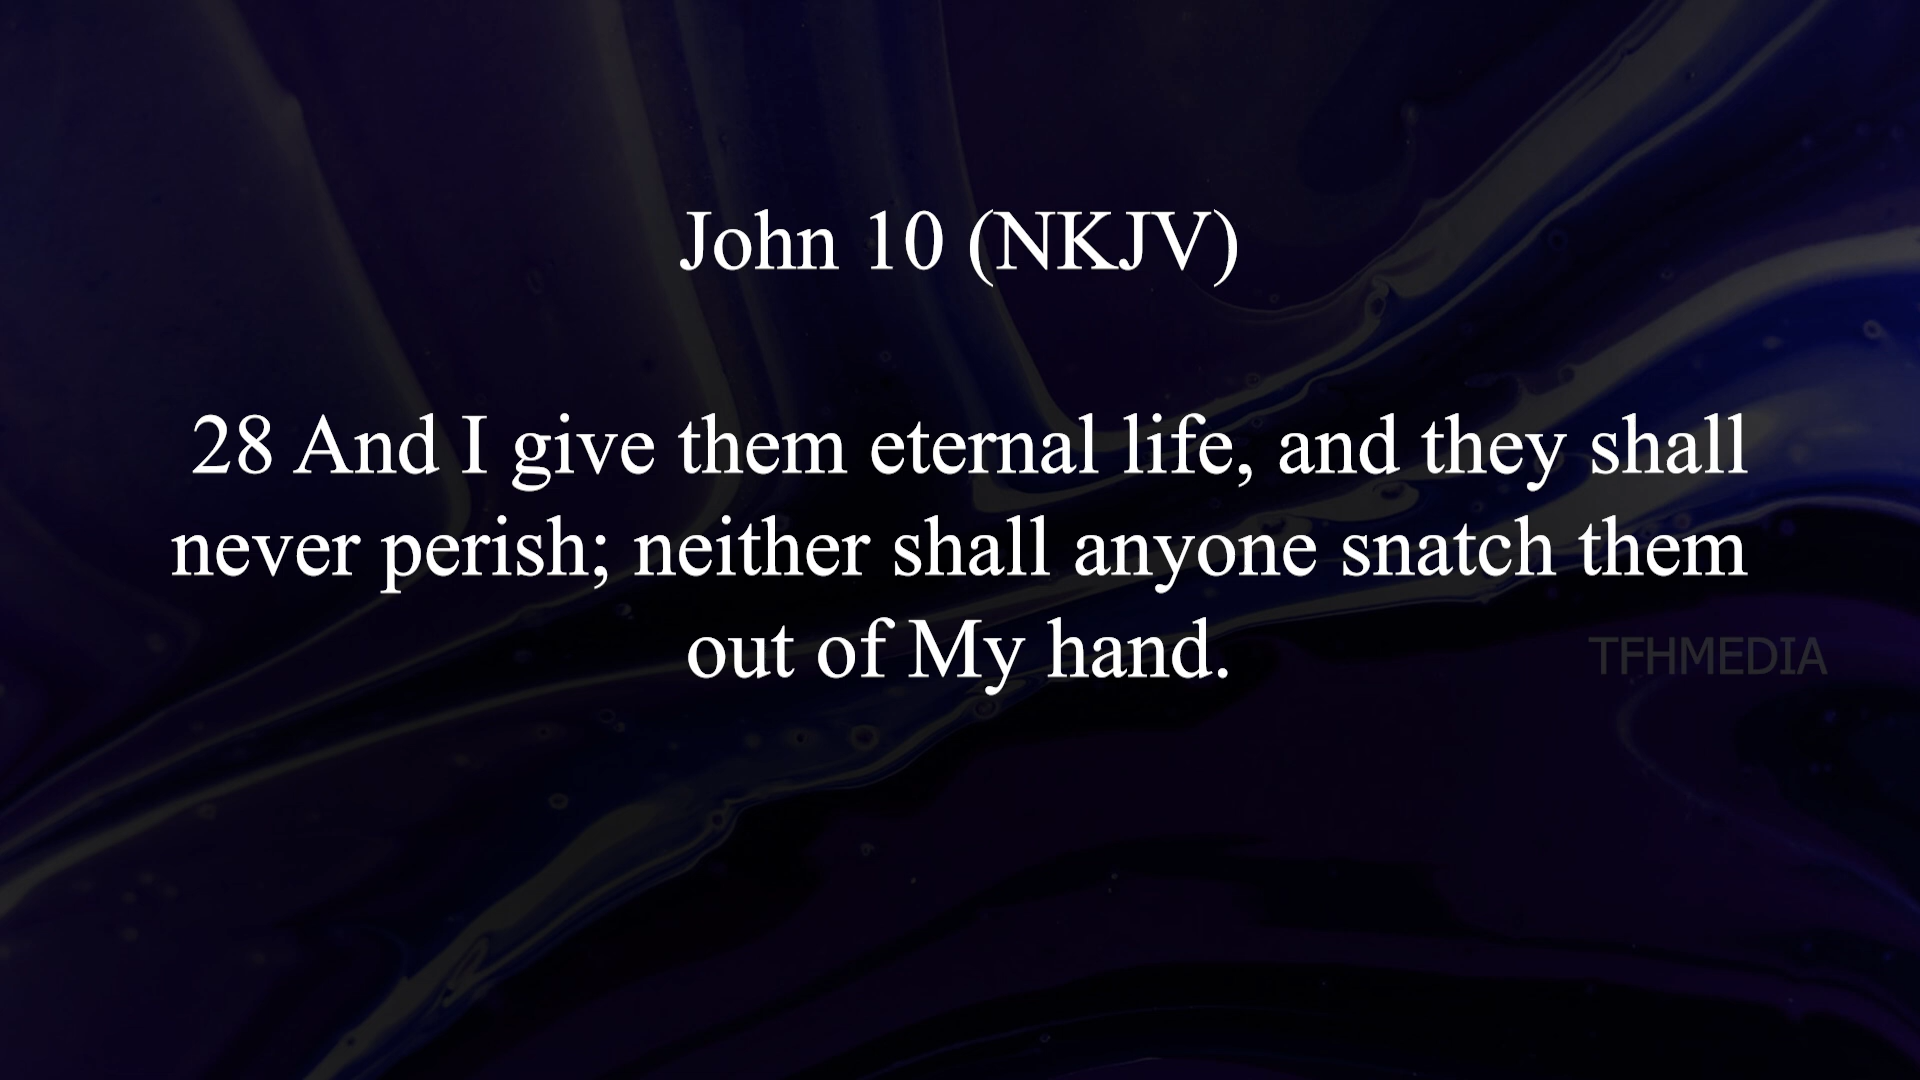 John 10 (NKJV)
28 And I give them eternal life, and they shall
never perish; neither shall anyone snatch them
out of My hand.
TFHMEDIA